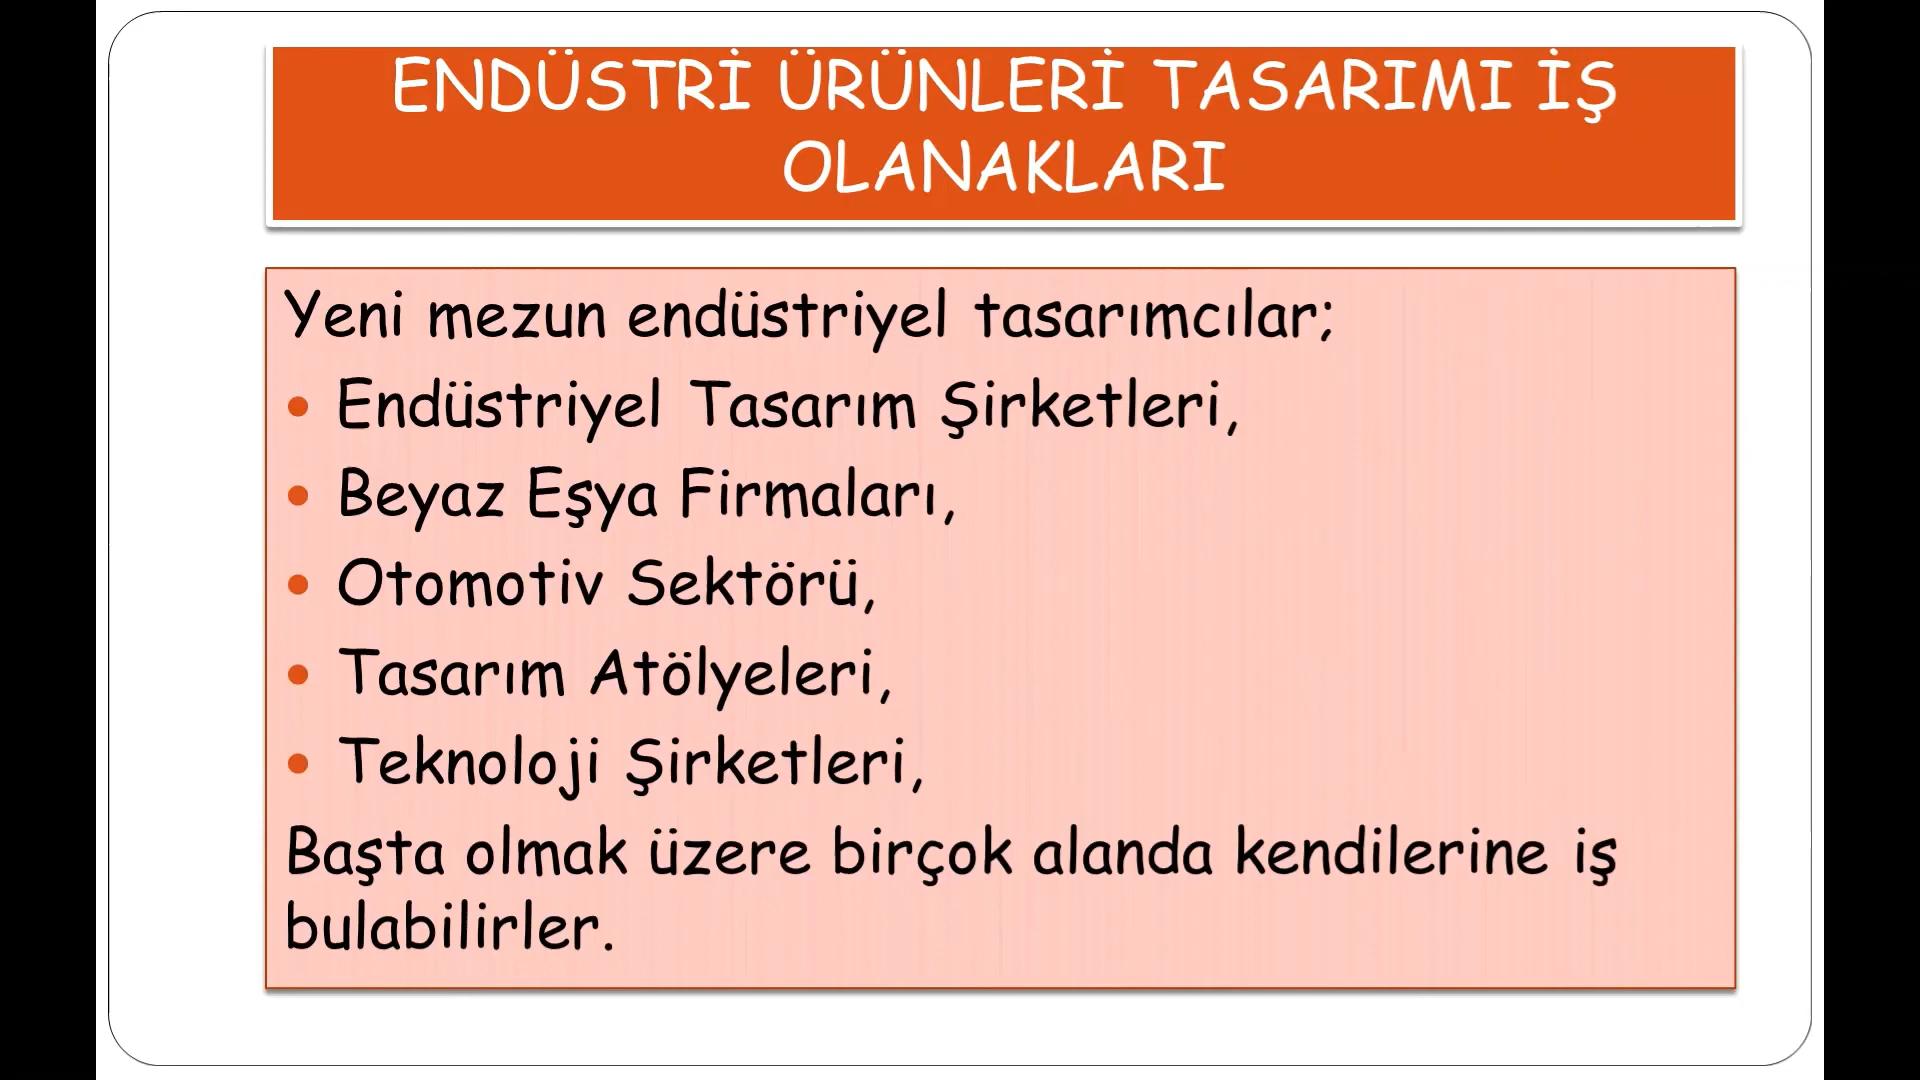 ENDÜSTRİ ÜRÜNLERİ TASARIMI İŞ
OLANAKLARI
Yeni mezun endüstriyel tasarımcılar;
• Endüstriyel Tasarım Şirketleri,
• Beyaz Eşya Firmaları,
• Otomotiv Sektörü,
• Tasarım Atölyeleri,
• Teknoloji Şirketleri,
Başta olmak üzere birçok alanda kendilerine iş
bulabilirler.